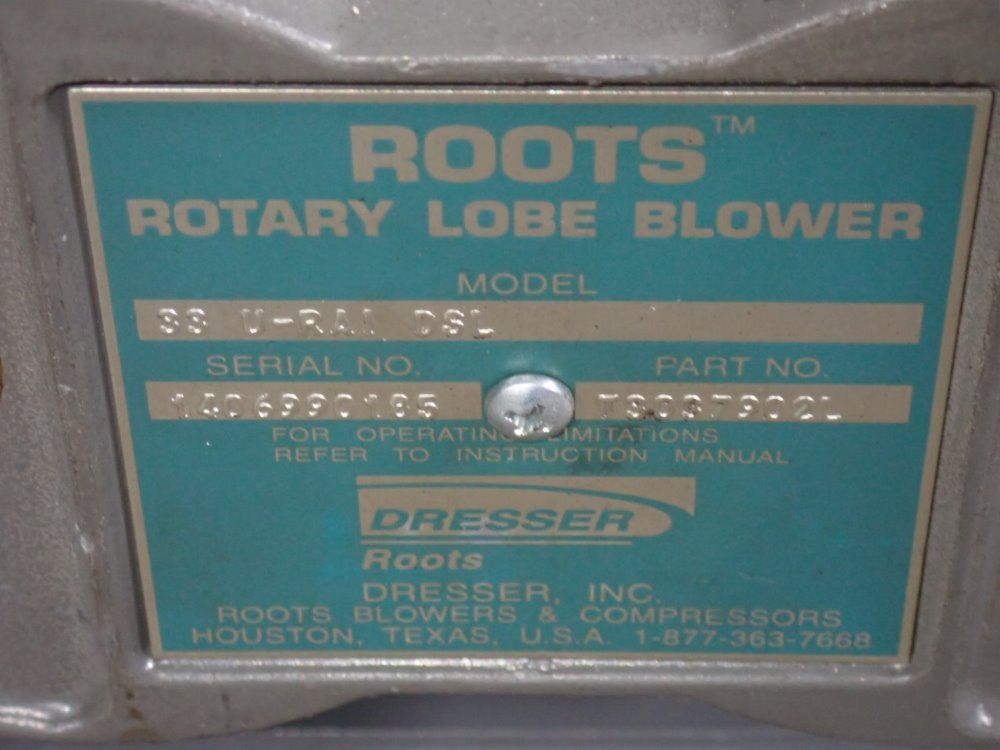 ROOTS™
ROTARY LOBE BLOWER
MODEL
33 U-RAI DSL
SERIAL NO. PART NO.
1406990185 T3037902L
FOR OPERATING LIMITATIONS
REFER TO INSTRUCTION MANUAL
DRESSER
Roots
DRESSER, INC.
ROOTS BLOWERS & COMPRESSORS
HOUSTON, TEXAS, U.S.A. 1-877-363-7668